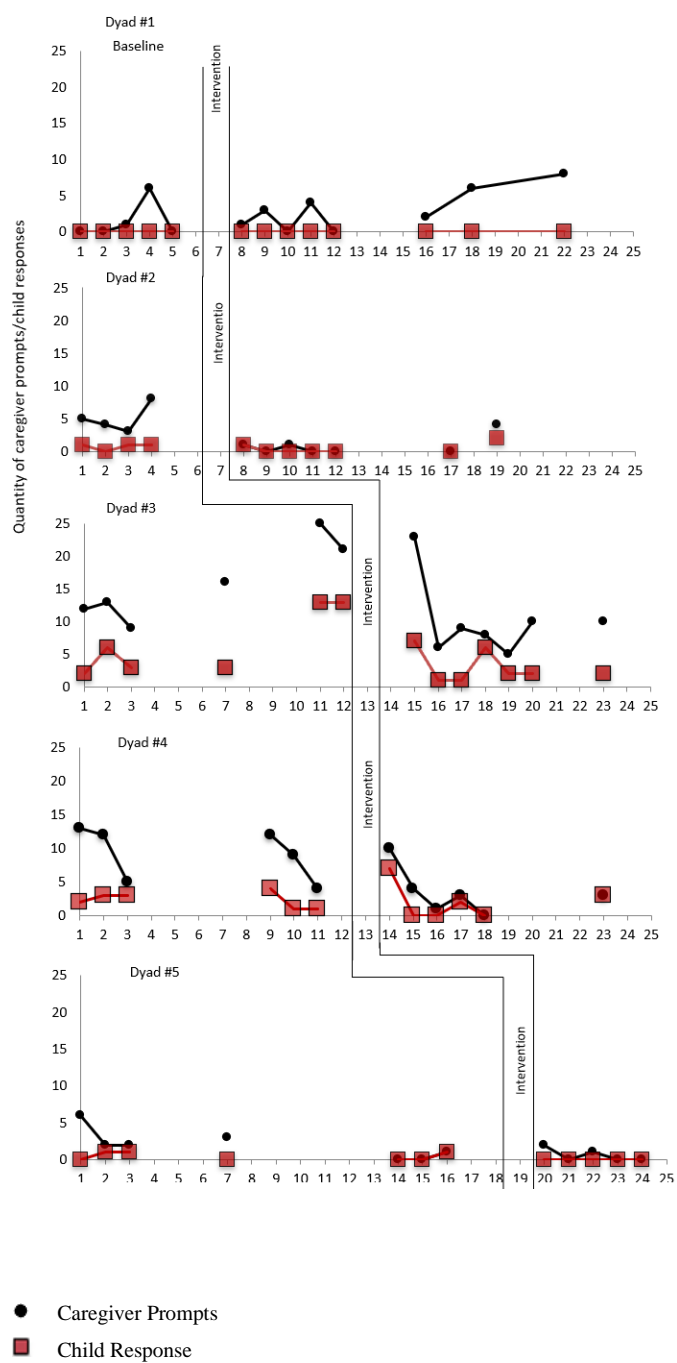 Dyad #1
Baseline
Intervention
25
20
15
10
5
0
1 2 3 4 5 6 7 8 9 10 11 12 13 14 15 16 17 18 19 20 21 22 23 24 25
Quantity of caregiver prompts/child responses
Dyad #2
Interventio
25
20
15
10
5
0
1 2 3 4 5 6 7 8 9 10 11 12 13 14 15 16 17 18 19 20 21 22 23 24 25
Dyad #3
Intervention
25
20
15
10
5
0
1 2 3 4 5 6 7 8 9 10 11 12 13 14 15 16 17 18 19 20 21 22 23 24 25
Dyad #4
Intervention
25
20
15
10
5
0
1 2 3 4 5 6 7 8 9 10 11 12 13 14 15 16 17 18 19 20 21 22 23 24 25
Dyad #5
Intervention
25
20
15
10
5
0
1 2 3 4 5 6 7 8 9 10 11 12 13 14 15 16 17 18 19 20 21 22 23 24 25
Caregiver Prompts
Child Response